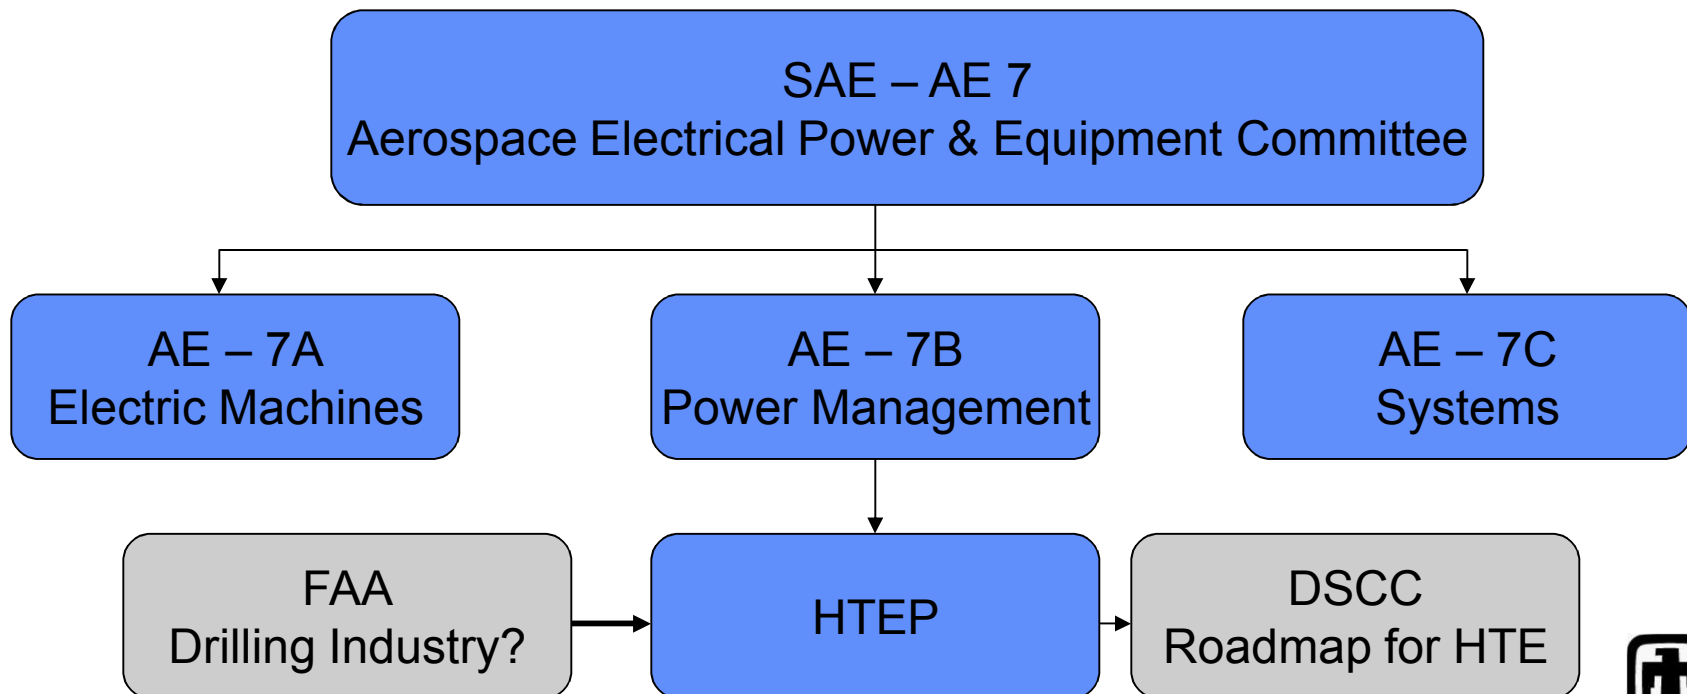 SAE – AE 7
Aerospace Electrical Power & Equipment Committee
AE – 7A
Electric Machines
AE – 7B
Power Management
AE – 7C
Systems
FAA
Drilling Industry?
HTEP
DSCC
Roadmap for HTE